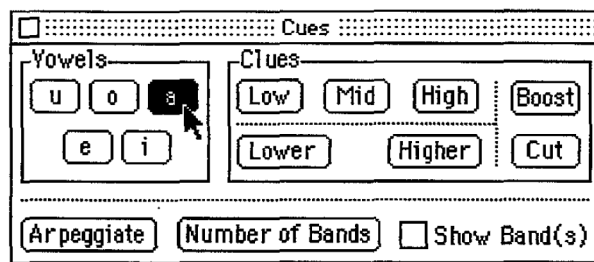 Cues
Vowels
u o a
e i
Clues
Low Mid High Boost
Lower Higher Cut
Arpeggiate Number of Bands Show Band(s)